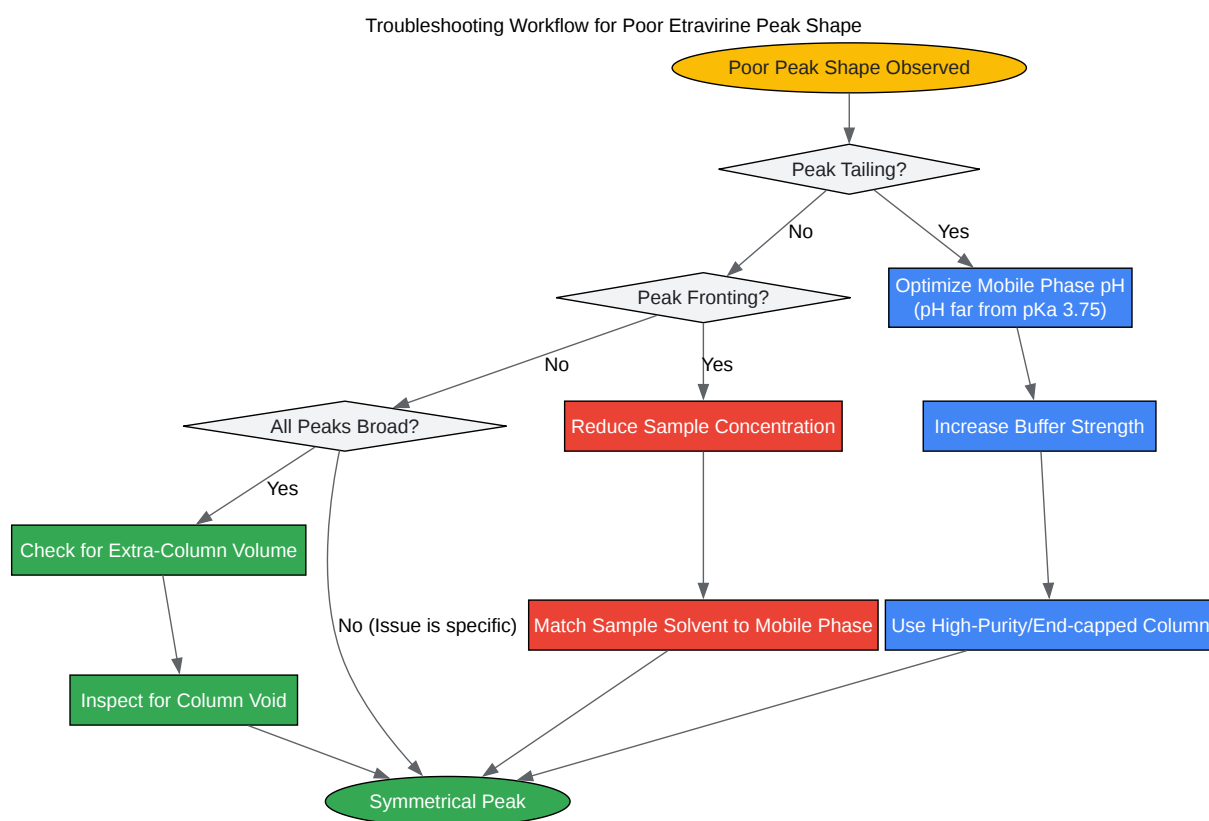 Troubleshooting Workflow for Poor Etravirine Peak Shape
Poor Peak Shape Observed
Peak Tailing?
No
Yes
Peak Fronting?
Optimize Mobile Phase pH
(pH far from pKa 3.75)
No
Yes
All Peaks Broad?
Reduce Sample Concentration
Increase Buffer Strength
Yes
Check for Extra-Column Volume
No (Issue is specific)
Match Sample Solvent to Mobile Phase
Use High-Purity/End-capped Column
Inspect for Column Void
Symmetrical Peak